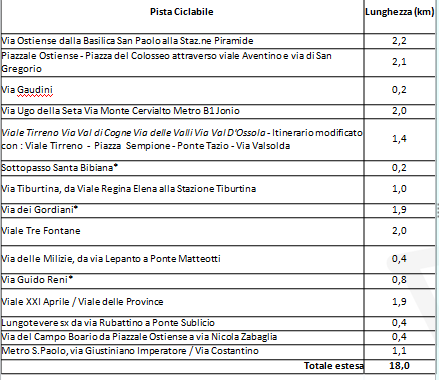 Pista Ciclabile Lunghezza (km)
Via Ostiense dalla Basilica San Paolo alla Staz.ne Piramide 2,2
Piazzale Ostiense - Piazza del Colosseo attraverso viale Aventino e via di San
Gregorio 2,1
Via Gaudini 0,2
Via Ugo della Seta Via Monte Cervialto Metro B1 Jonio 2,0
Viale Tirreno Via Val di Cogne Via delle Valli Via Val D'Ossola - Itinerario modificato
con : Viale Tirreno - Piazza Sempione - Ponte Tazio - Via Valsolda 1,4
Sottopasso Santa Bibiana* 0,2
Via Tiburtina, da Viale Regina Elena alla Stazione Tiburtina 1,0
Via dei Gordiani* 1,9
Viale Tre Fontane 2,0
Via delle Milizie, da via Lepanto a Ponte Matteotti 0,4
Via Guido Reni* 0,8
Viale XXI Aprile / Viale delle Province 1,9
Lungotevere sx da via Rubattino a Ponte Sublicio 0,4
Via del Campo Boario da Piazzale Ostiense a via Nicola Zabaglia 0,4
Metro S.Paolo, via Giustiniano Imperatore / Via Costantino 1,1
Totale estesa 18,0